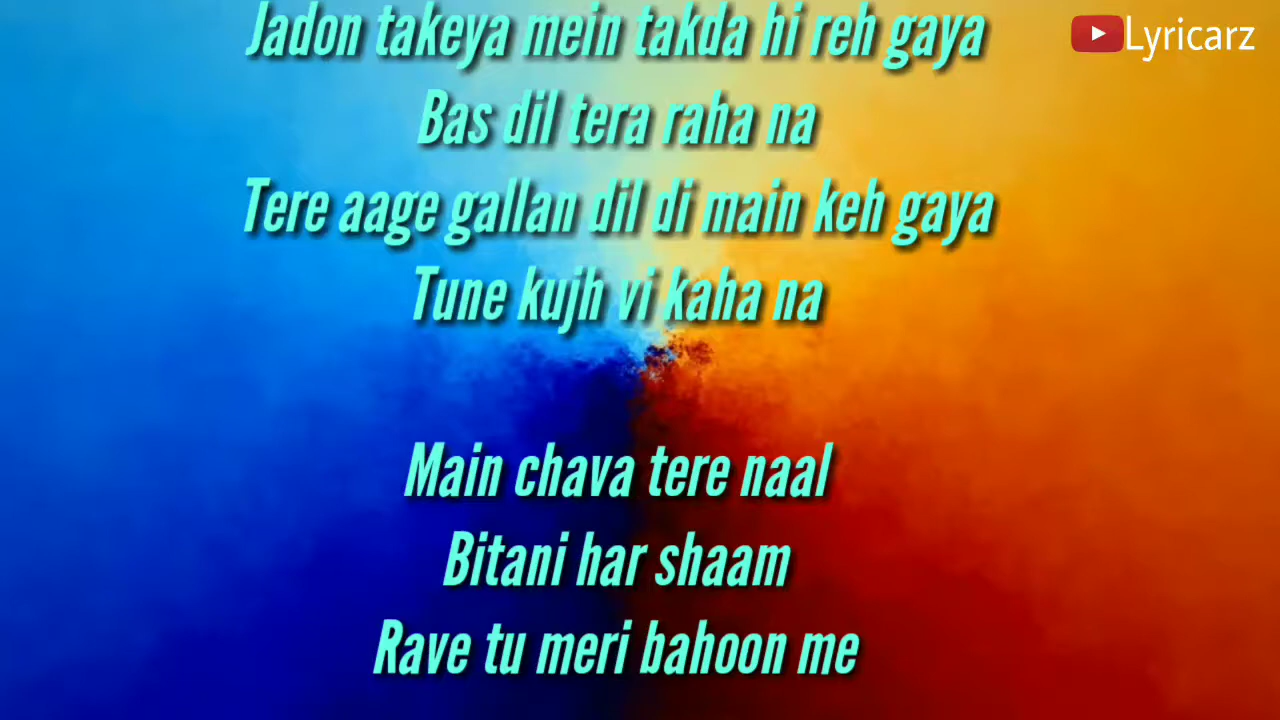 Jadon takeya mein takda hi reh gaya
Lyricarz
Bas dil tera raha na
Tere aage gallan dil di main keh gaya
Tune kujh vi kaha na
Main chava tere naal
Bitani har shaam
Rave tu meri bahoon me